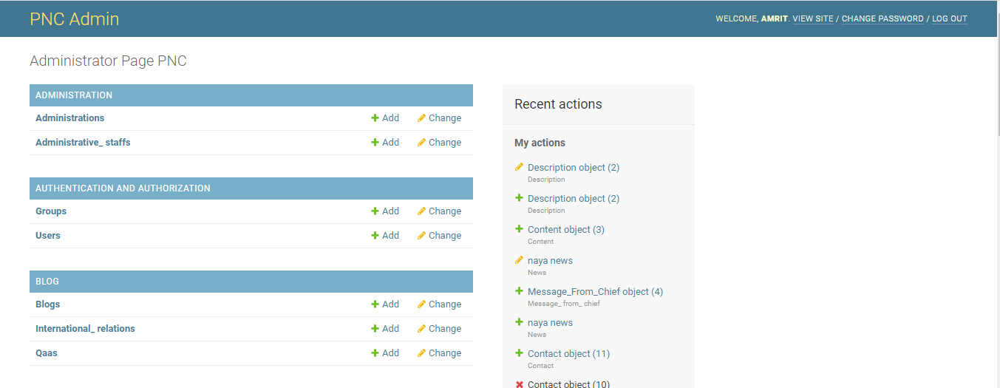 PNC Admin
WELCOME, AMRIT. VIEW SITE / CHANGE PASSWORD / LOG OUT
Administrator Page PNC
ADMINISTRATION
Administrations Add Change
Administrative_ staffs Add Change
AUTHENTICATION AND AUTHORIZATION
Groups Add Change
Users Add Change
BLOG
Blogs Add Change
International_ relations Add Change
Qaas Add Change
Recent actions
My actions
Description object (2)
Description
Description object (2)
Description
Content object (3)
Content
naya news
News
Message_From_Chief object (4)
Message_ from_ chief
naya news
News
Contact object (11)
Contact
Contact object (10)